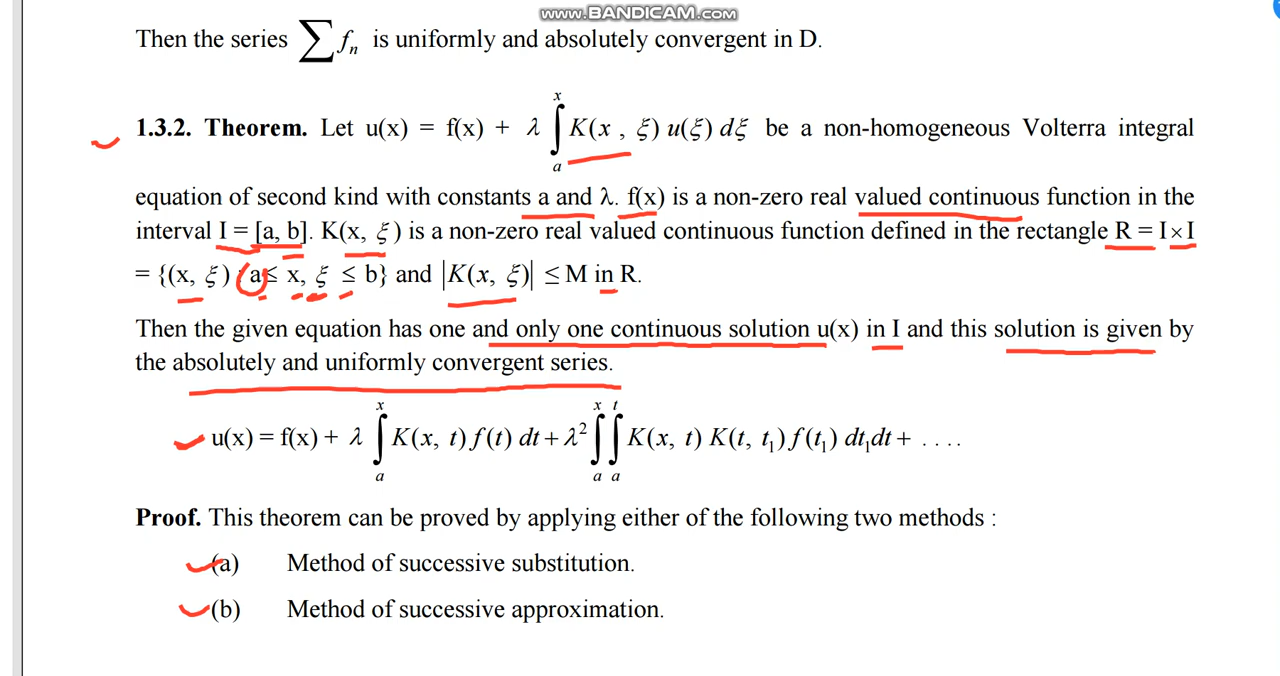 www.BANDICAM.com
Then the series ∑ fₙ is uniformly and absolutely convergent in D.
1.3.2. Theorem. Let u(x) = f(x) + λ ∫ₐˣ K(x , ξ) u(ξ) dξ be a non-homogeneous Volterra integral
equation of second kind with constants a and λ. f(x) is a non-zero real valued continuous function in the
interval I = [a, b]. K(x, ξ) is a non-zero real valued continuous function defined in the rectangle R = I×I
= {(x, ξ) : a ≤ x, ξ ≤ b} and |K(x, ξ)| ≤ M in R.
Then the given equation has one and only one continuous solution u(x) in I and this solution is given by
the absolutely and uniformly convergent series.
u(x) = f(x) + λ ∫ₐˣ K(x, t) f(t) dt + λ² ∫ₐˣ ∫ₐᵗ K(x, t) K(t, t₁) f(t₁) dt₁dt + ....
Proof. This theorem can be proved by applying either of the following two methods :
(a) Method of successive substitution.
(b) Method of successive approximation.